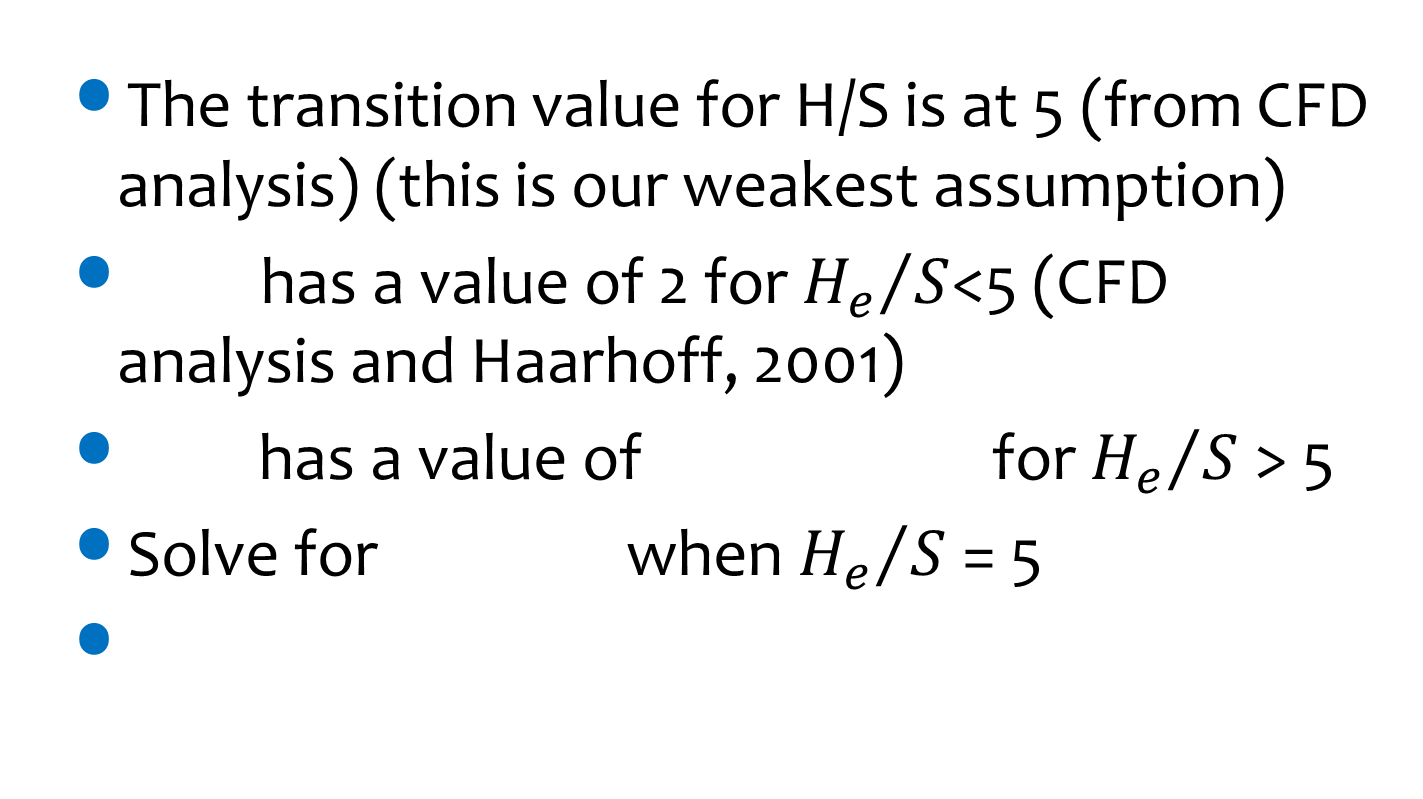 • The transition value for H/S is at 5 (from CFD
analysis) (this is our weakest assumption)
• has a value of 2 for H_e/S<5 (CFD
analysis and Haarhoff, 2001)
• has a value of for H_e/S > 5
• Solve for when H_e/S = 5
•